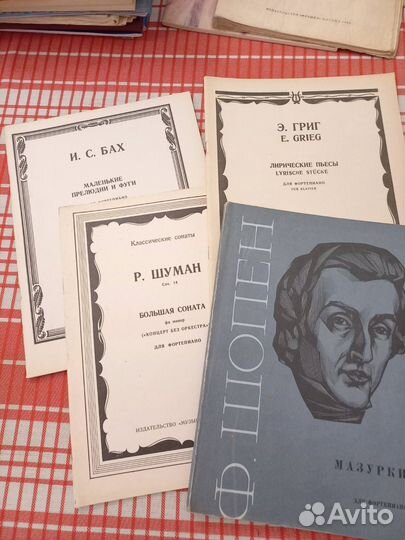 И. С. БАХ
МАЛЕНЬКИЕ
ПРЕЛЮДИИ И ФУГИ
ФОРТЕПИАНО
Э. ГРИГ
E. GRIEG
ЛИРИЧЕСКИЕ ПЬЕСЫ
LYRISCHE STÜCKE
ДЛЯ ФОРТЕПИАНО
FÜR KLAVIER
Классические сонаты
Р. ШУМАН
Соч. 14
БОЛЬШАЯ СОНАТА
фа минор
(«КОНЦЕРТ БЕЗ ОРКЕСТРА»
ДЛЯ ФОРТЕПИАНО
ИЗДАТЕЛЬСТВО «МУЗЫ
Ф. ШОПЕН
МАЗУРКИ
ДЛЯ ФОРТЕПИАНО
Avito